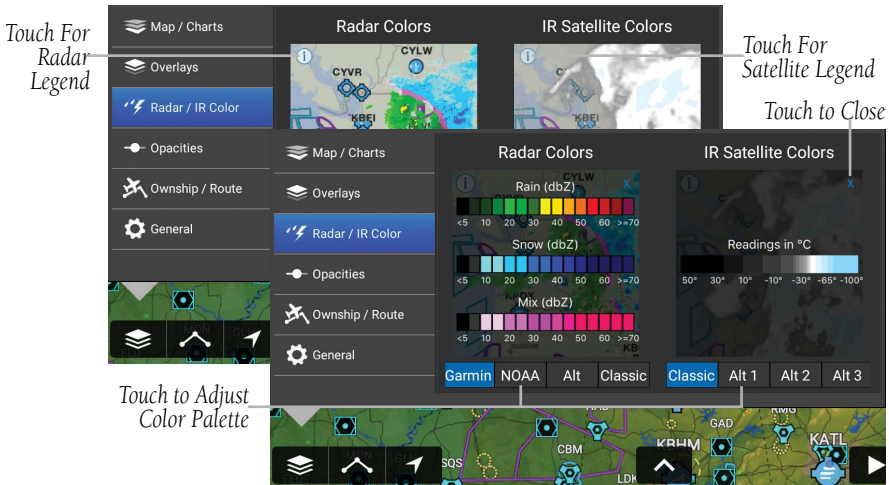 Touch For
Radar
Legend
Map / Charts
Overlays
Radar / IR Color
Opacities
Ownship / Route
General
Radar Colors
CYLW
CYVR
KBFI
IR Satellite Colors
Touch For
Satellite Legend
Touch to Close
Map / Charts
Overlays
Radar / IR Color
Opacities
Ownship / Route
General
Radar Colors
CYLW
X
Rain (dbZ)
<5 10 20 30 40 50 60 >=70
Snow (dbZ)
<5 10 20 30 40 50 60 >=70
Mix (dbZ)
<5 10 20 30 40 50 60 >=70
Garmin NOAA Alt Classic
IR Satellite Colors
X
Readings in °C
50° 30° 10° -10° -30° -65° -100°
Classic Alt 1 Alt 2 Alt 3
Touch to Adjust
Color Palette
SQS
CBM
GAD
RMG
KBHM
KATL
LDK